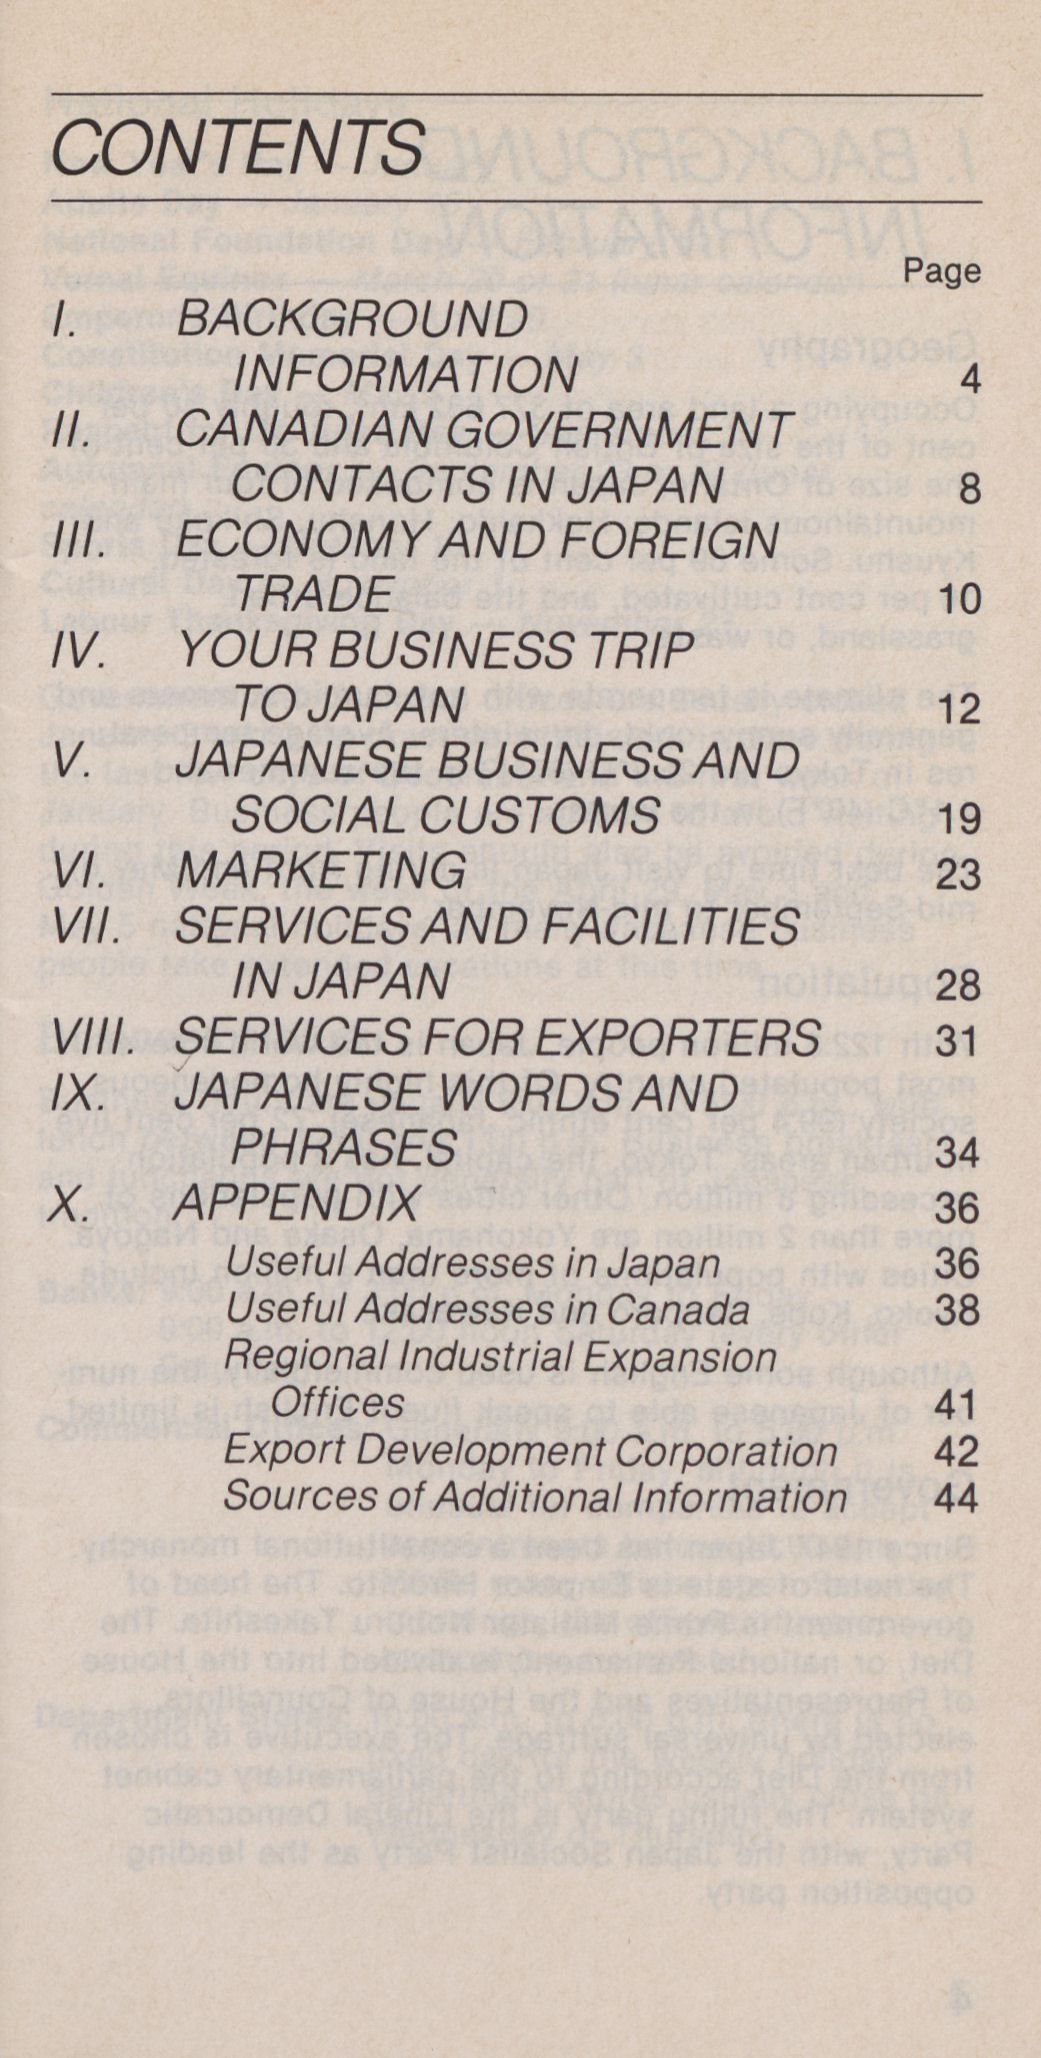 CONTENTS
Page
I. BACKGROUND
INFORMATION 4
II. CANADIAN GOVERNMENT
CONTACTS IN JAPAN 8
III. ECONOMY AND FOREIGN
TRADE 10
IV. YOUR BUSINESS TRIP
TO JAPAN 12
V. JAPANESE BUSINESS AND
SOCIAL CUSTOMS 19
VI. MARKETING 23
VII. SERVICES AND FACILITIES
IN JAPAN 28
VIII. SERVICES FOR EXPORTERS 31
IX. JAPANESE WORDS AND
PHRASES 34
X. APPENDIX 36
Useful Addresses in Japan 36
Useful Addresses in Canada 38
Regional Industrial Expansion
Offices 41
Export Development Corporation 42
Sources of Additional Information 44